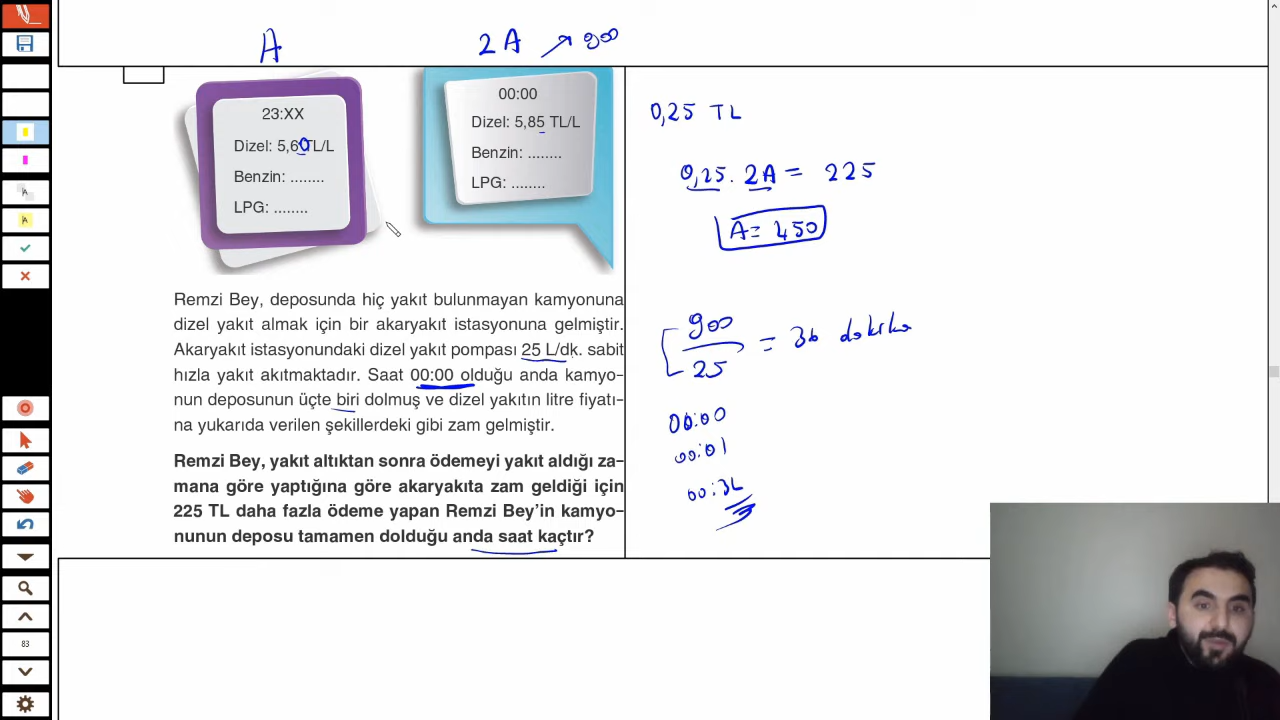 A
2A ↗ 900
23:XX
Dizel: 5,60TL/L
Benzin: ........
LPG: ........
00:00
Dizel: 5,85 TL/L
Benzin: ........
LPG: ........
Remzi Bey, deposunda hiç yakıt bulunmayan kamyonuna
dizel yakıt almak için bir akaryakıt istasyonuna gelmiştir.
Akaryakıt istasyonundaki dizel yakıt pompası 25 L/dk. sabit
hızla yakıt akıtmaktadır. Saat 00:00 olduğu anda kamyo-
nun deposunun üçte biri dolmuş ve dizel yakıtın litre fiyatı-
na yukarıda verilen şekillerdeki gibi zam gelmiştir.
Remzi Bey, yakıt altıktan sonra ödemeyi yakıt aldığı za-
mana göre yaptığına göre akaryakıta zam geldiği için
225 TL daha fazla ödeme yapan Remzi Bey'in kamyo-
nunun deposu tamamen dolduğu anda saat kaçtır?
0,25 TL
0,25 . 2A = 225
A = 450
900
25
= 36 dakika
00:00
00:01
00:36
83